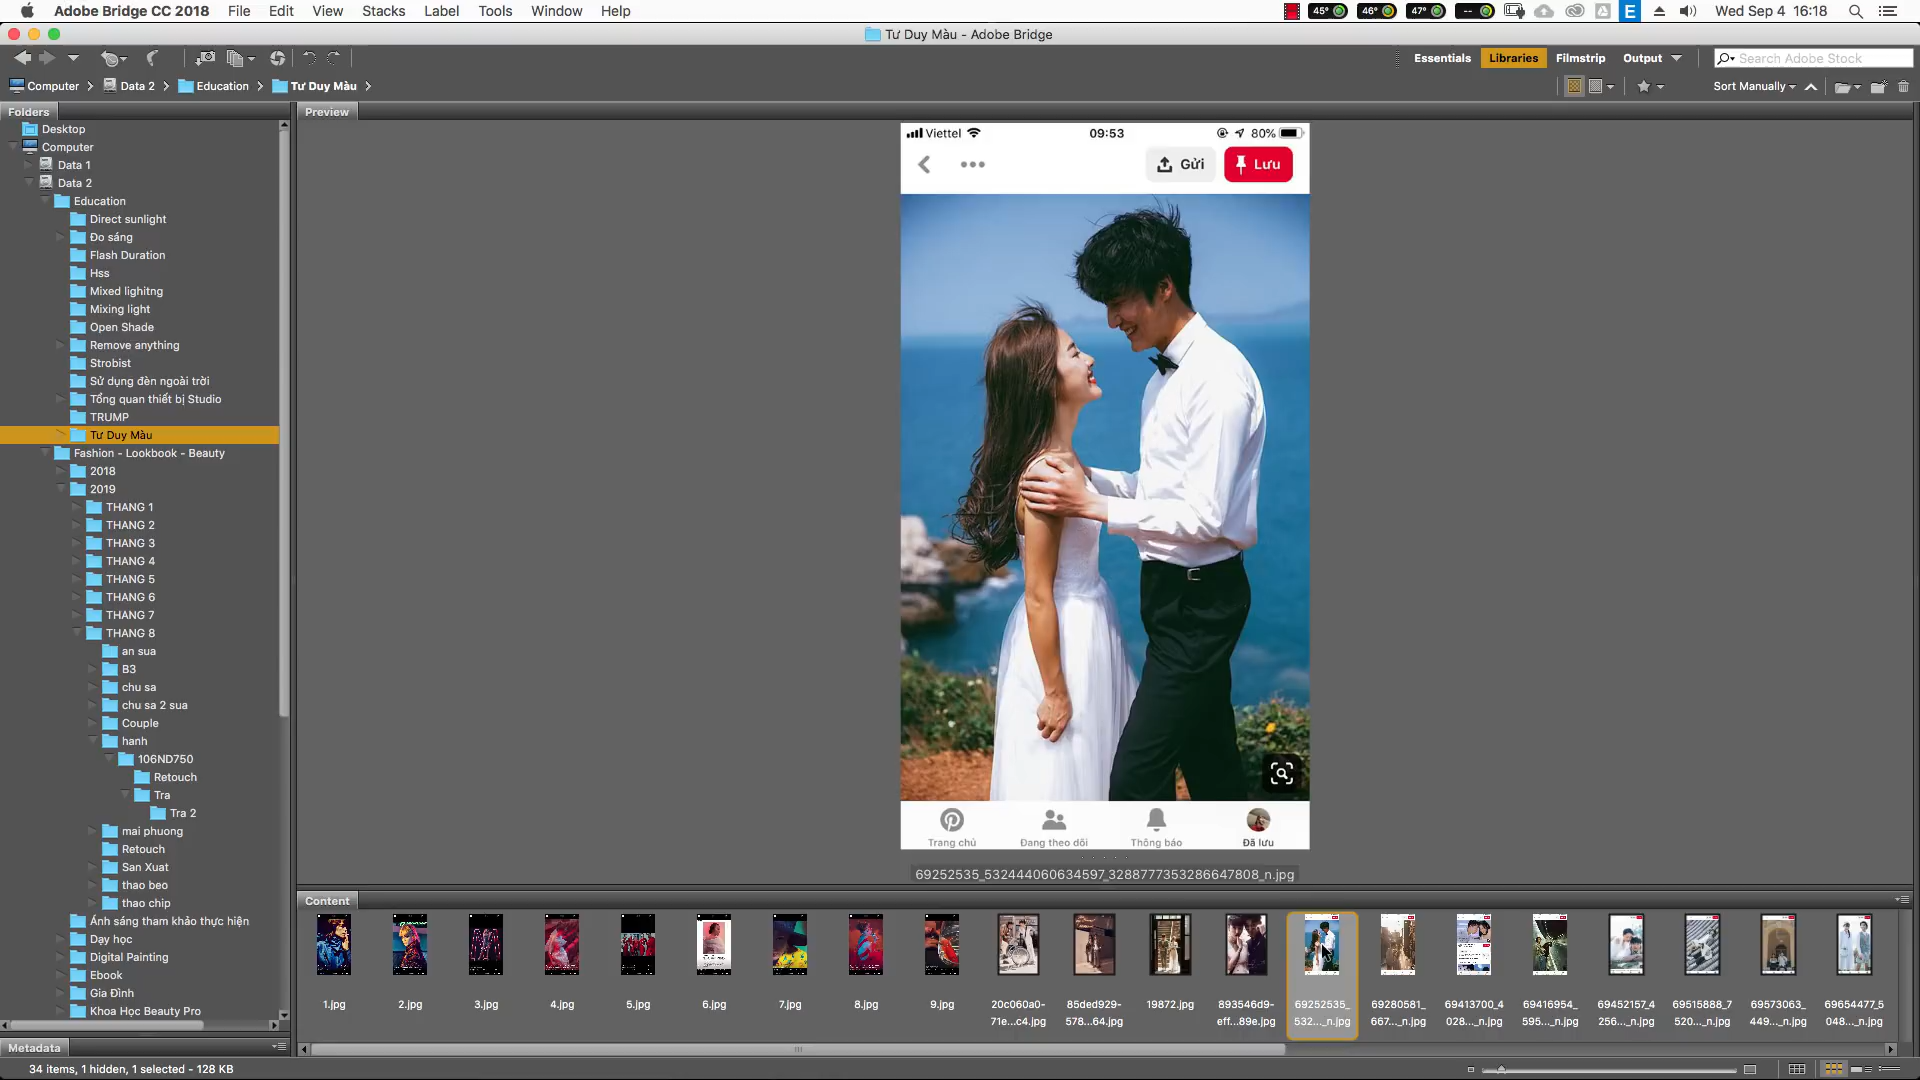 Adobe Bridge CC 2018 File Edit View Stacks Label Tools Window Help 45° 46° 47° -- E Wed Sep 4 16:18
Tư Duy Màu - Adobe Bridge
Essentials Libraries Filmstrip Output Search Adobe Stock
Computer Data 2 Education Tư Duy Màu Sort Manually
Folders
Desktop
Computer
Data 1
Data 2
Education
Direct sunlight
Đo sáng
Flash Duration
Hss
Mixed lighitng
Mixing light
Open Shade
Remove anything
Strobist
Sử dụng đèn ngoài trời
Tổng quan thiết bị Studio
TRUMP
Tư Duy Màu
Fashion - Lookbook - Beauty
2018
2019
THANG 1
THANG 2
THANG 3
THANG 4
THANG 5
THANG 6
THANG 7
THANG 8
an sua
B3
chu sa
chu sa 2 sua
Couple
hanh
106ND750
Retouch
Tra
Tra 2
mai phuong
Retouch
San Xuat
thao beo
thao chip
Ánh sáng tham khảo thực hiện
Dạy học
Digital Painting
Ebook
Gia Đình
Khoa Học Beauty Pro
Metadata
34 items, 1 hidden, 1 selected - 128 KB
Preview
Viettel 09:53 80%
Gửi Lưu
Trang chủ Đang theo dõi Thông báo Đã lưu
69252535_532444060634597_3288777353286647808_n.jpg
Content
1.jpg 2.jpg 3.jpg 4.jpg 5.jpg 6.jpg 7.jpg 8.jpg 9.jpg 20c060a0- 85ded929- 19872.jpg 893546d9- 69252535_ 69280581_ 69413700_4 69416954_ 69452157_4 69515888_7 69573063_ 69654477_5
71e...c4.jpg 578...64.jpg eff...89e.jpg 532..._n.jpg 667..._n.jpg 028..._n.jpg 595..._n.jpg 256..._n.jpg 520..._n.jpg 449..._n.jpg 048..._n.jpg